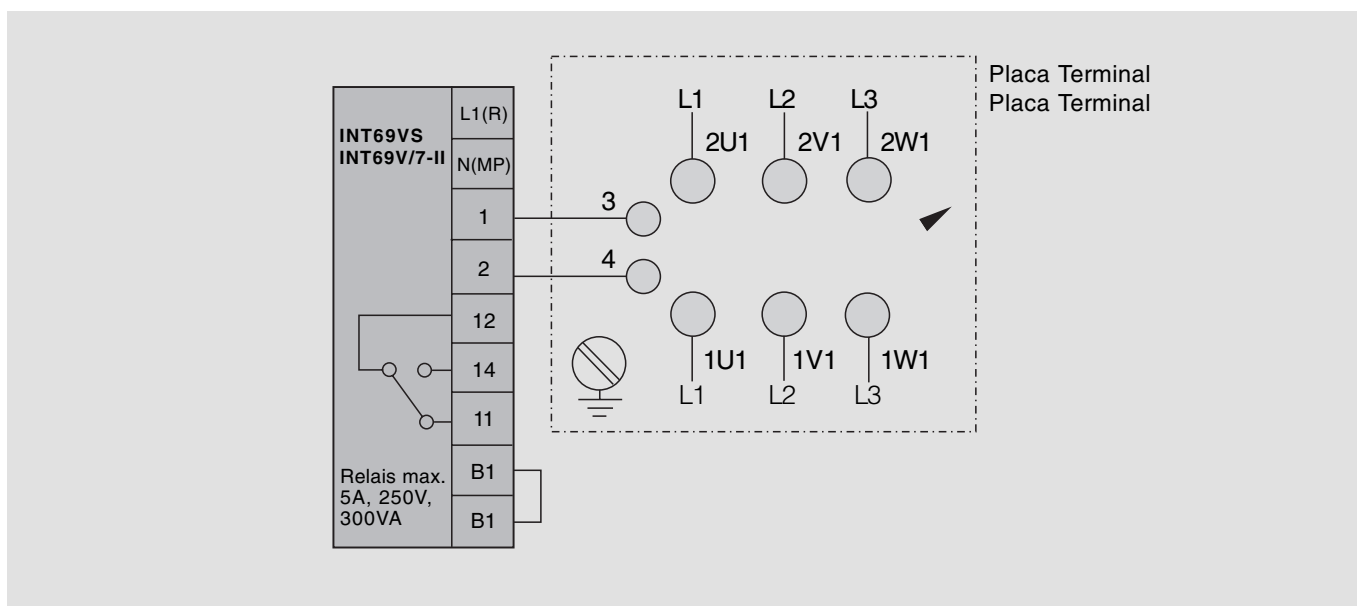 INT69VS
INT69V/7-II
L1(R)
N(MP)
1
2
12
14
11
B1
B1
Relais max.
5A, 250V,
300VA
3
4
L1 L2 L3
2U1 2V1 2W1
1U1 1V1 1W1
L1 L2 L3
Placa Terminal
Placa Terminal